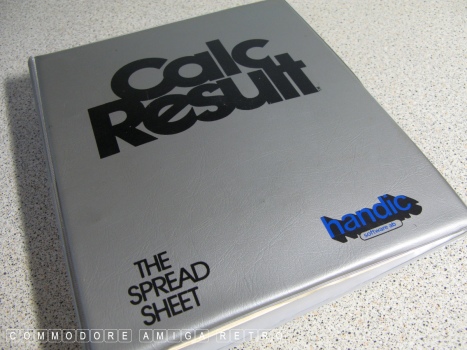 Calc
Result
handic
software ab
THE
SPREAD
SHEET
COMMODORE AMIGA RETRO